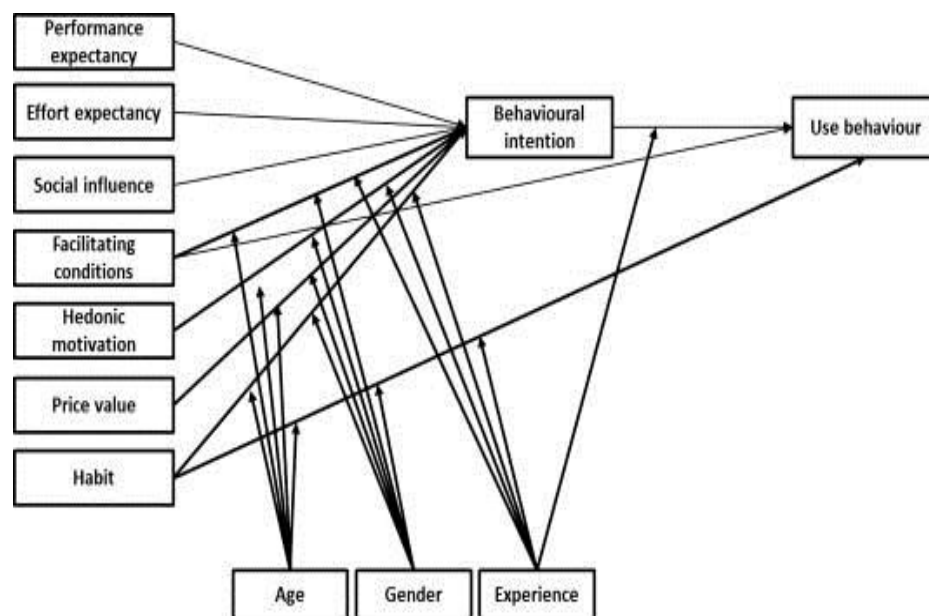 Performance
expectancy
Effort expectancy
Social influence
Facilitating
conditions
Hedonic
motivation
Price value
Habit
Behavioural
intention
Use behaviour
Age
Gender
Experience